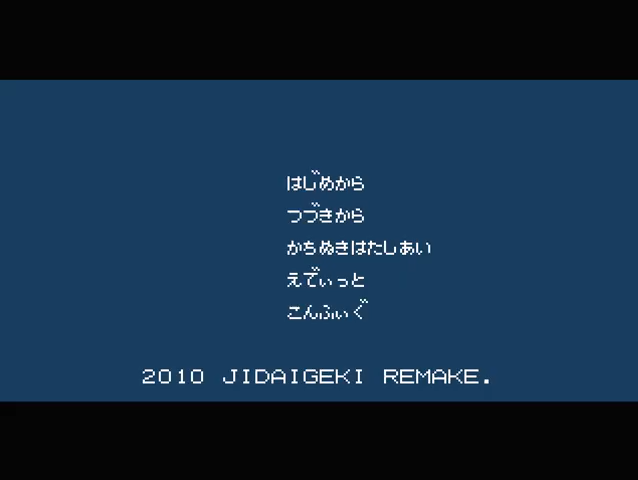 はじめから
つづきから
かちぬきはたしあい
えでぃっと
こんふぃぐ
2010 JIDAIGEKI REMAKE.